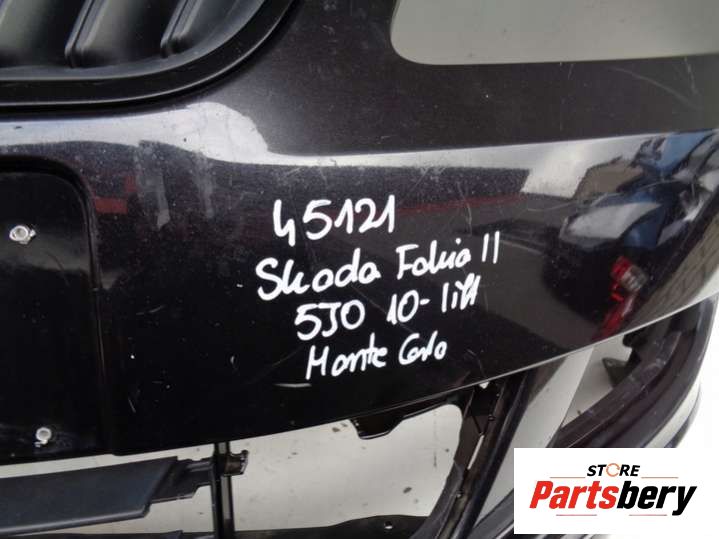 45121
Skoda Fabia II
5J0 10- lift
Monte Carlo
STORE
Partsbery